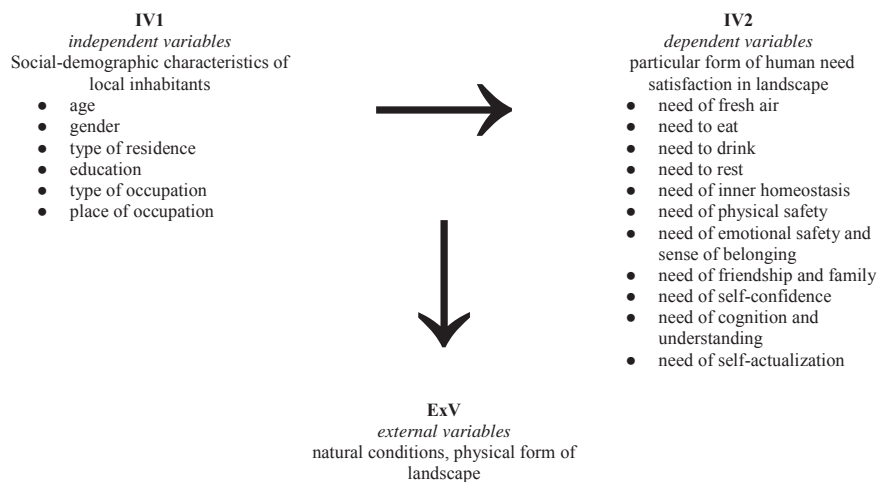 IV1
independent variables
Social-demographic characteristics of
local inhabitants
● age
● gender
● type of residence
● education
● type of occupation
● place of occupation
IV2
dependent variables
particular form of human need
satisfaction in landscape
● need of fresh air
● need to eat
● need to drink
● need to rest
● need of inner homeostasis
● need of physical safety
● need of emotional safety and
sense of belonging
● need of friendship and family
● need of self-confidence
● need of cognition and
understanding
● need of self-actualization
ExV
external variables
natural conditions, physical form of
landscape